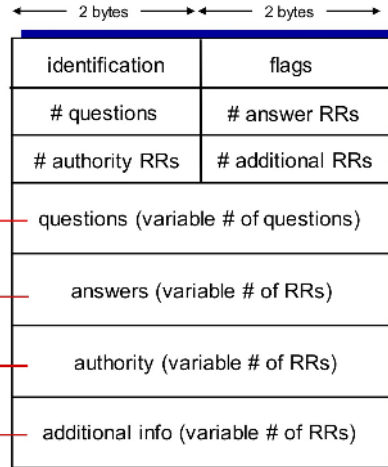 2 bytes 2 bytes
identification flags
# questions # answer RRs
# authority RRs # additional RRs
questions (variable # of questions)
answers (variable # of RRs)
authority (variable # of RRs)
additional info (variable # of RRs)